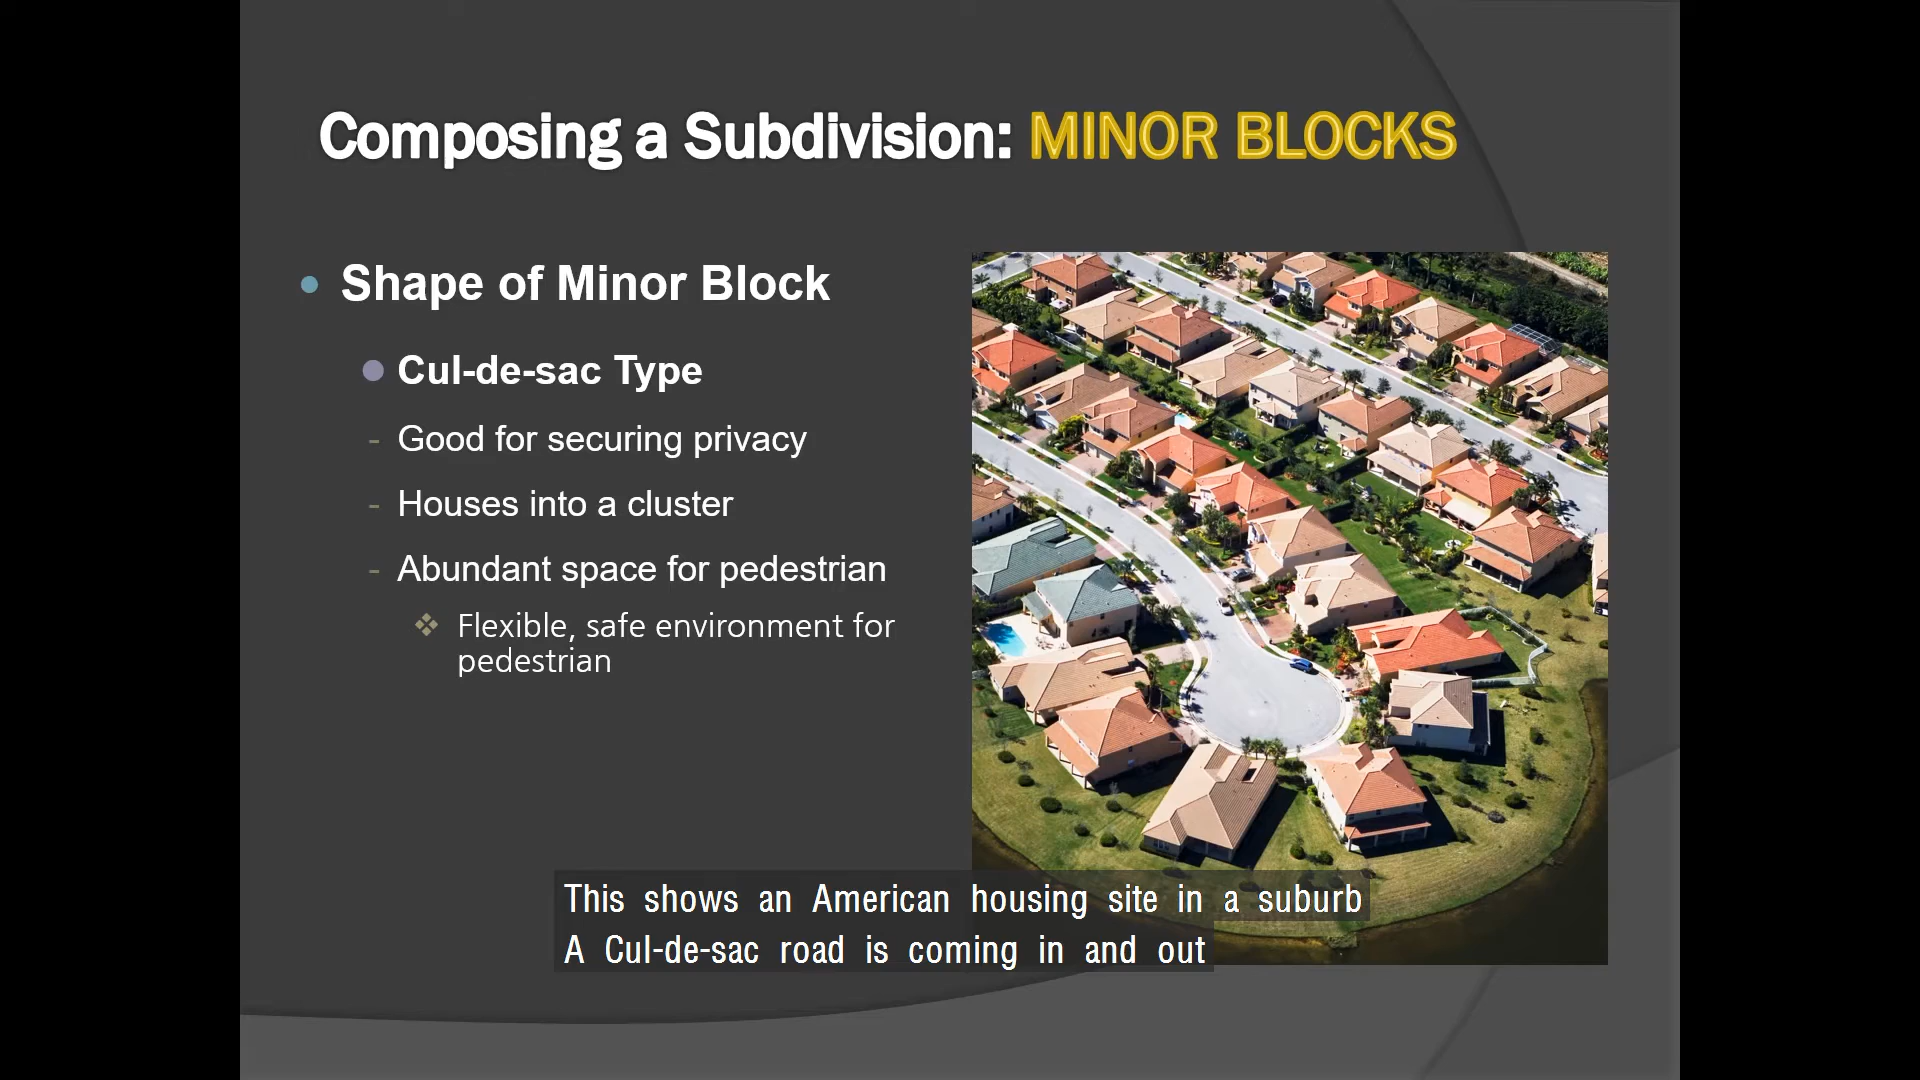 Composing a Subdivision: MINOR BLOCKS
Shape of Minor Block
Cul-de-sac Type
- Good for securing privacy
- Houses into a cluster
- Abundant space for pedestrian
Flexible, safe environment for
pedestrian
This shows an American housing site in a suburb
A Cul-de-sac road is coming in and out